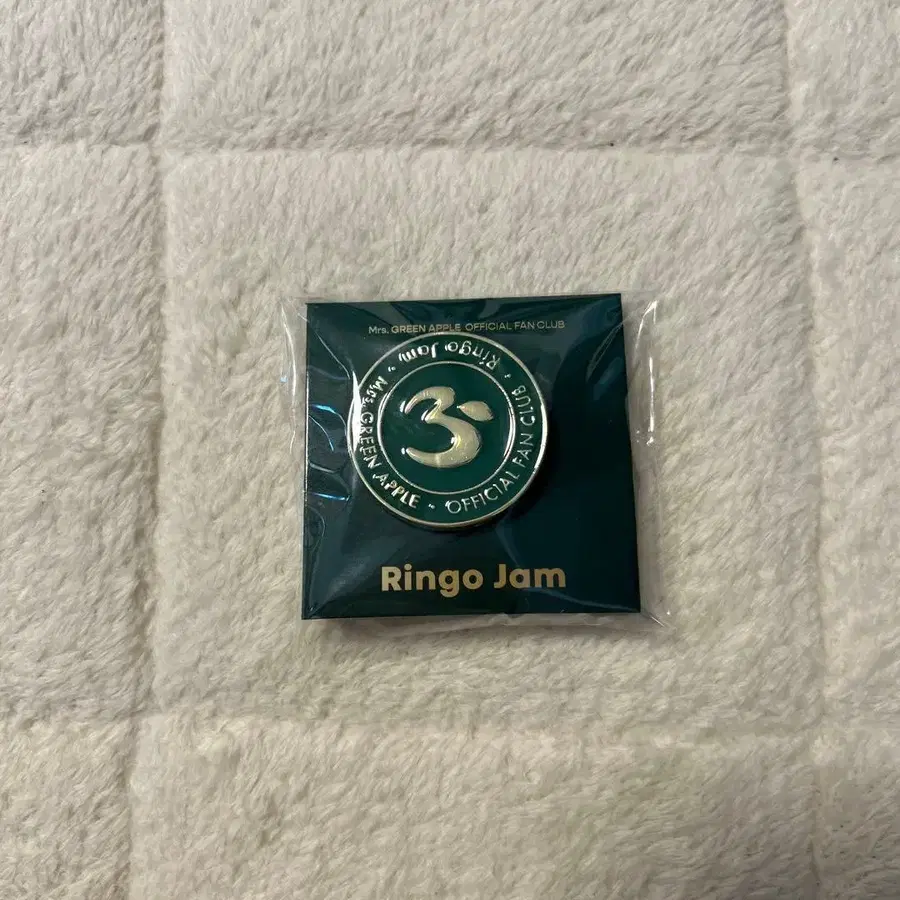 Mrs. GREEN APPLE OFFICIAL FAN CLUB
Ringo Jam • Mrs. GREEN APPLE • OFFICIAL FAN CLUB •
3
Ringo Jam